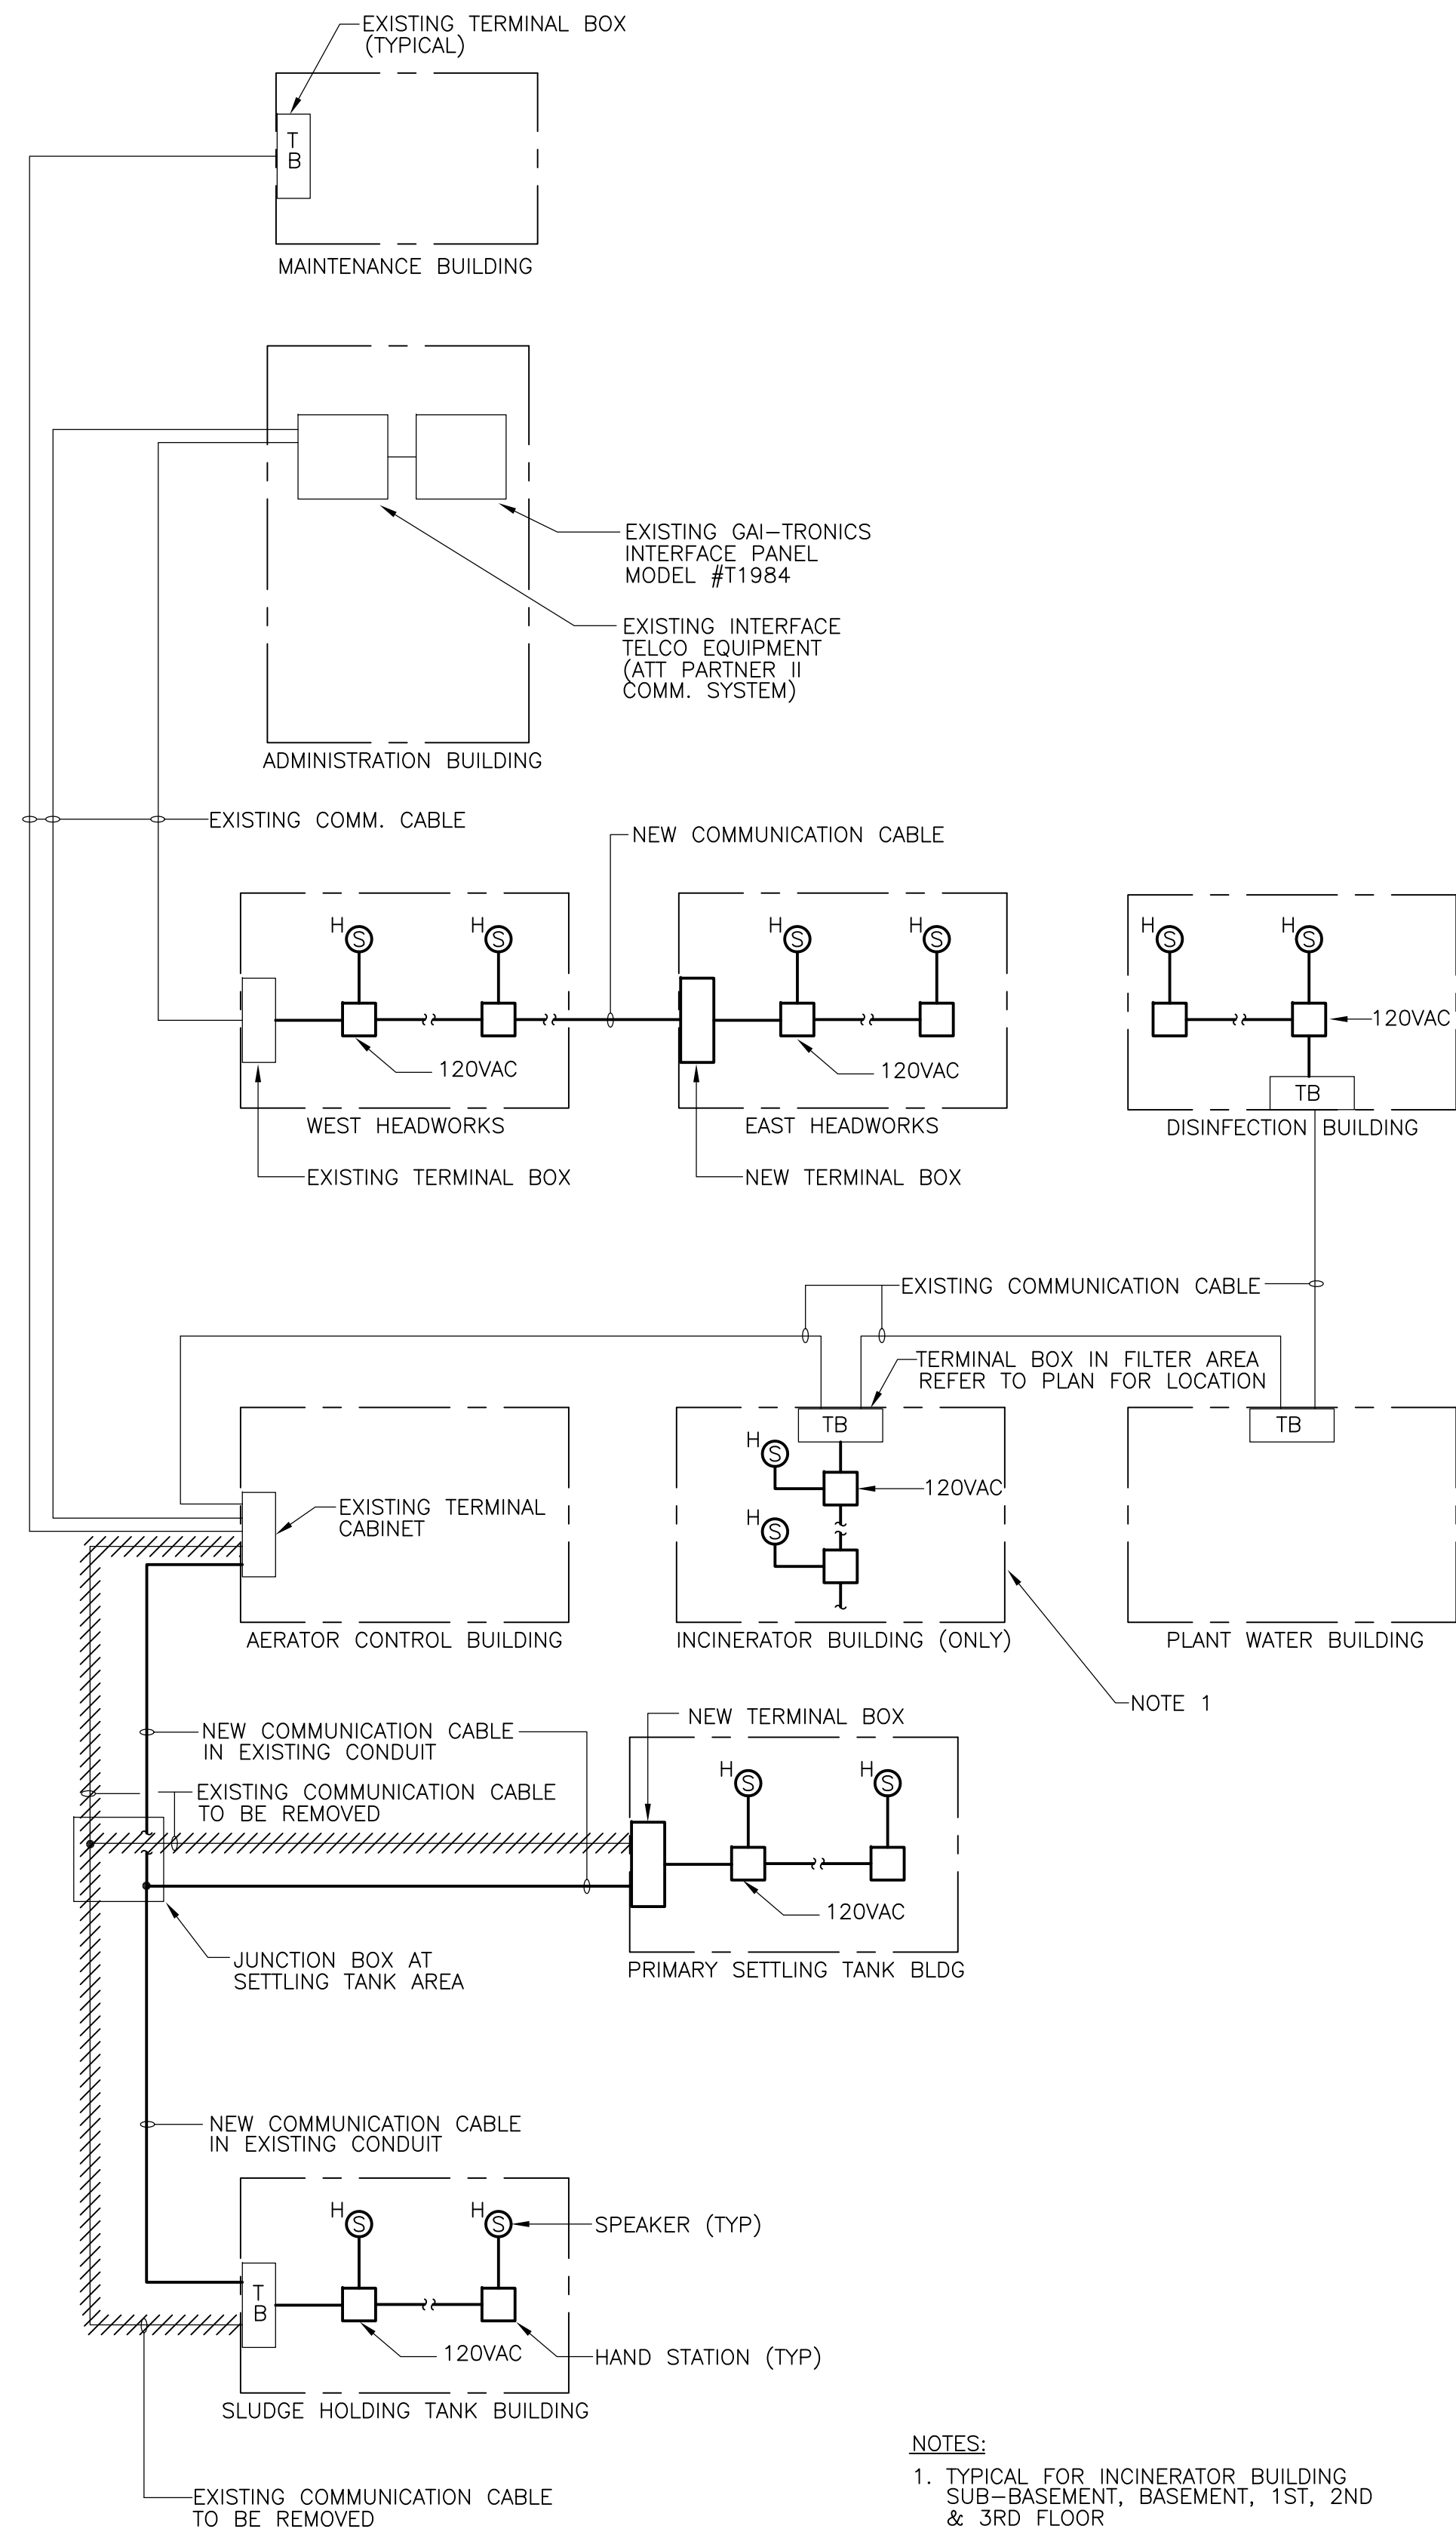 EXISTING TERMINAL BOX
(TYPICAL)
T
B
MAINTENANCE BUILDING
EXISTING GAI-TRONICS
INTERFACE PANEL
MODEL #T1984
EXISTING INTERFACE
TELCO EQUIPMENT
(ATT PARTNER II
COMM. SYSTEM)
ADMINISTRATION BUILDING
EXISTING COMM. CABLE
NEW COMMUNICATION CABLE
H S H S
120VAC
WEST HEADWORKS
EXISTING TERMINAL BOX
H S H S
120VAC
EAST HEADWORKS
NEW TERMINAL BOX
H S H S
120VAC
TB
DISINFECTION BUILDING
EXISTING COMMUNICATION CABLE
TERMINAL BOX IN FILTER AREA
REFER TO PLAN FOR LOCATION
EXISTING TERMINAL
CABINET
AERATOR CONTROL BUILDING
TB
H S
120VAC
H S
INCINERATOR BUILDING (ONLY)
TB
PLANT WATER BUILDING
NOTE 1
NEW COMMUNICATION CABLE
IN EXISTING CONDUIT
EXISTING COMMUNICATION CABLE
TO BE REMOVED
NEW TERMINAL BOX
H S H S
120VAC
PRIMARY SETTLING TANK BLDG
JUNCTION BOX AT
SETTLING TANK AREA
NEW COMMUNICATION CABLE
IN EXISTING CONDUIT
H S H S
SPEAKER (TYP)
T
B
120VAC
HAND STATION (TYP)
SLUDGE HOLDING TANK BUILDING
EXISTING COMMUNICATION CABLE
TO BE REMOVED
NOTES:
1. TYPICAL FOR INCINERATOR BUILDING
SUB-BASEMENT, BASEMENT, 1ST, 2ND
& 3RD FLOOR